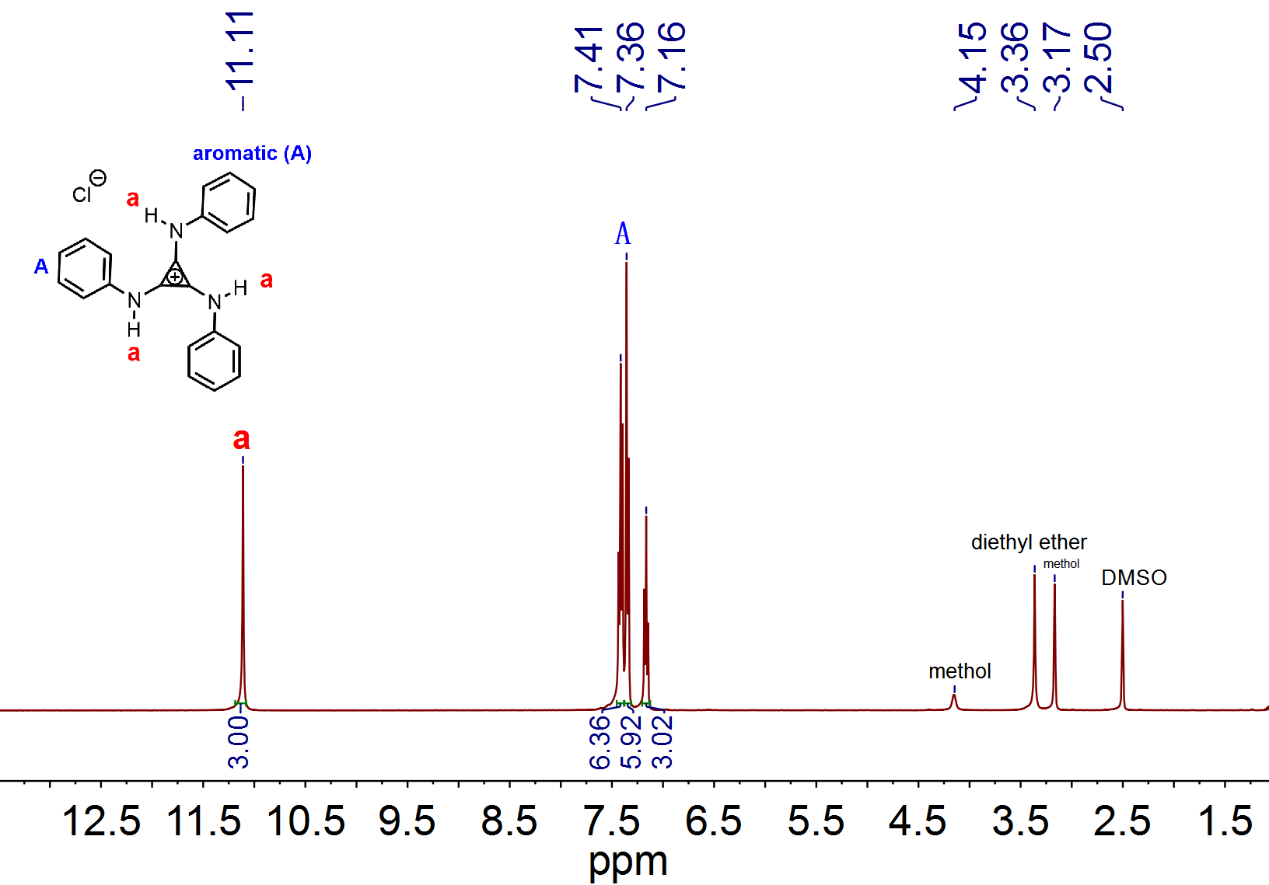 11.11
7.41
7.36
7.16
4.15
3.36
3.17
2.50
aromatic (A)
Cl⊖
a
H
N
A
a
N
N H
H
a
A
a
diethyl ether
methol
DMSO
methol
3.00
6.36
5.92
3.02
12.5 11.5 10.5 9.5 8.5 7.5 6.5 5.5 4.5 3.5 2.5 1.5
ppm